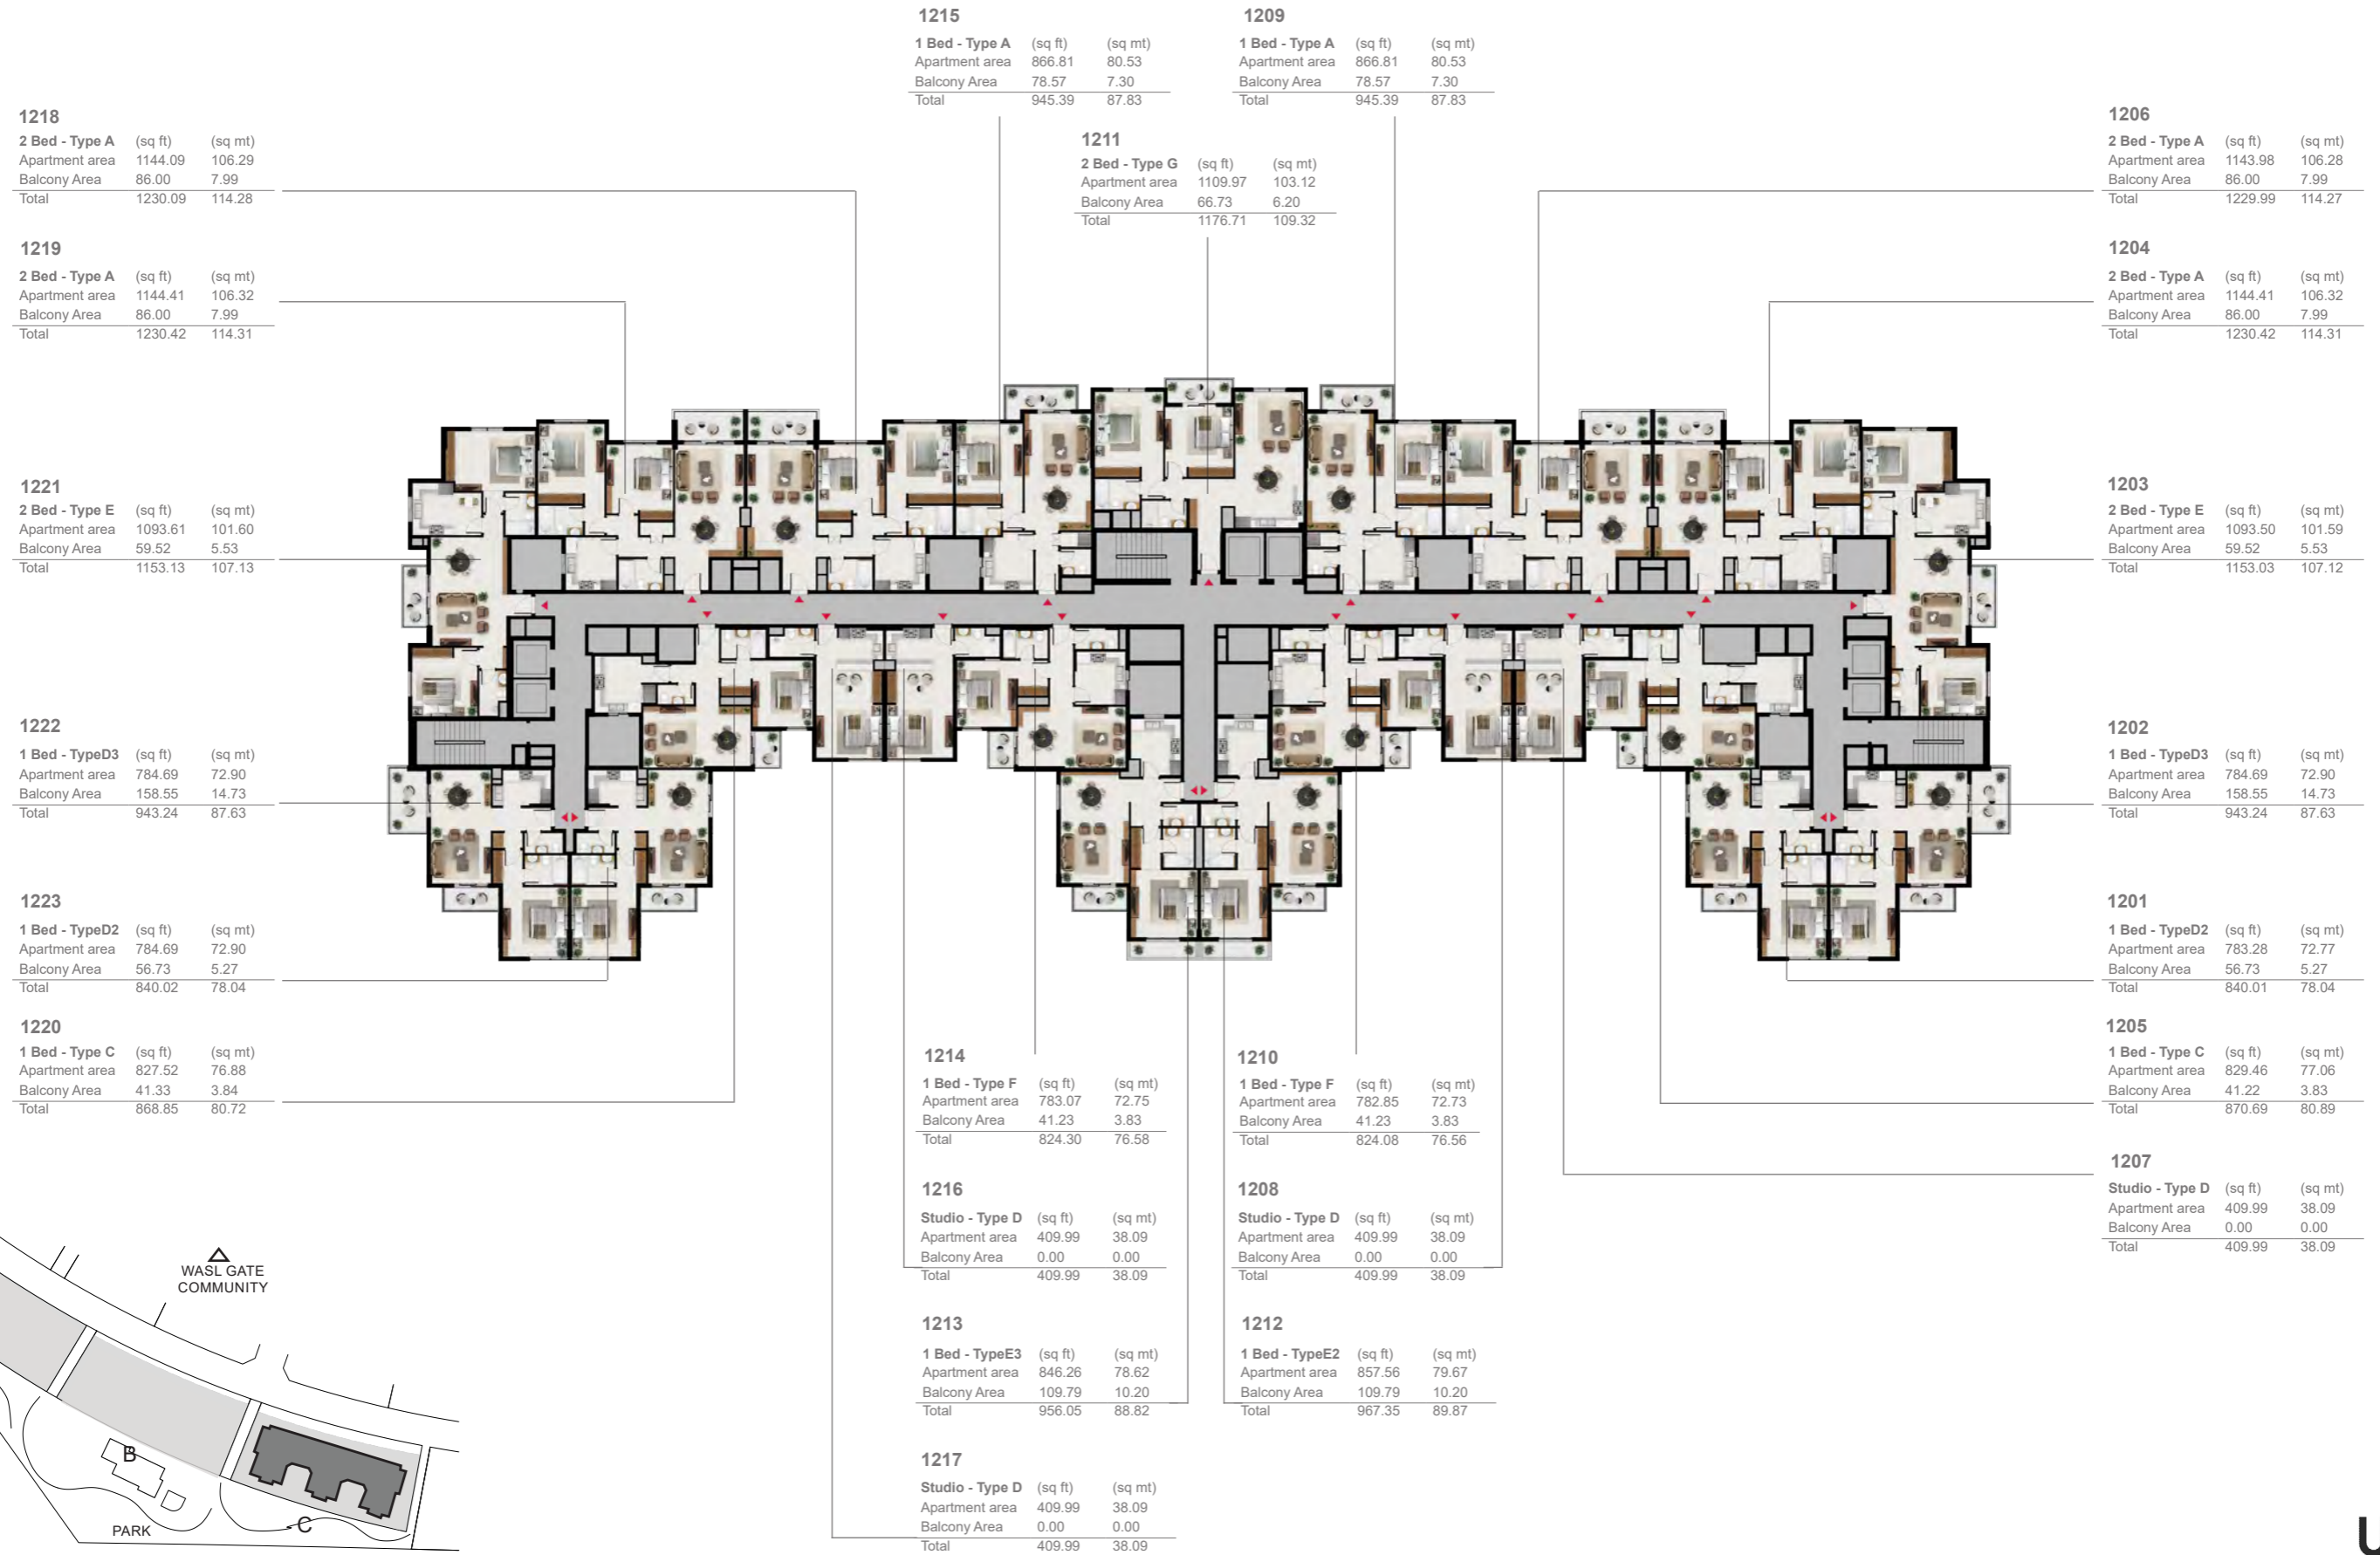 1215
1 Bed - Type A (sq ft) (sq mt)
Apartment area 866.81 80.53
Balcony Area 78.57 7.30
Total 945.39 87.83
1209
1 Bed - Type A (sq ft) (sq mt)
Apartment area 866.81 80.53
Balcony Area 78.57 7.30
Total 945.39 87.83
1211
2 Bed - Type G (sq ft) (sq mt)
Apartment area 1109.97 103.12
Balcony Area 66.73 6.20
Total 1176.71 109.32
1218
2 Bed - Type A (sq ft) (sq mt)
Apartment area 1144.09 106.29
Balcony Area 86.00 7.99
Total 1230.09 114.28
1219
2 Bed - Type A (sq ft) (sq mt)
Apartment area 1144.41 106.32
Balcony Area 86.00 7.99
Total 1230.42 114.31
1221
2 Bed - Type E (sq ft) (sq mt)
Apartment area 1093.61 101.60
Balcony Area 59.52 5.53
Total 1153.13 107.13
1222
1 Bed - TypeD3 (sq ft) (sq mt)
Apartment area 784.69 72.90
Balcony Area 158.55 14.73
Total 943.24 87.63
1223
1 Bed - TypeD2 (sq ft) (sq mt)
Apartment area 784.69 72.90
Balcony Area 56.73 5.27
Total 840.02 78.04
1220
1 Bed - Type C (sq ft) (sq mt)
Apartment area 827.52 76.88
Balcony Area 41.33 3.84
Total 868.85 80.72
1206
2 Bed - Type A (sq ft) (sq mt)
Apartment area 1143.98 106.28
Balcony Area 86.00 7.99
Total 1229.99 114.27
1204
2 Bed - Type A (sq ft) (sq mt)
Apartment area 1144.41 106.32
Balcony Area 86.00 7.99
Total 1230.42 114.31
1203
2 Bed - Type E (sq ft) (sq mt)
Apartment area 1093.50 101.59
Balcony Area 59.52 5.53
Total 1153.03 107.12
1202
1 Bed - TypeD3 (sq ft) (sq mt)
Apartment area 784.69 72.90
Balcony Area 158.55 14.73
Total 943.24 87.63
1201
1 Bed - TypeD2 (sq ft) (sq mt)
Apartment area 783.28 72.77
Balcony Area 56.73 5.27
Total 840.01 78.04
1205
1 Bed - Type C (sq ft) (sq mt)
Apartment area 829.46 77.06
Balcony Area 41.22 3.83
Total 870.69 80.89
1207
Studio - Type D (sq ft) (sq mt)
Apartment area 409.99 38.09
Balcony Area 0.00 0.00
Total 409.99 38.09
1214
1 Bed - Type F (sq ft) (sq mt)
Apartment area 783.07 72.75
Balcony Area 41.23 3.83
Total 824.30 76.58
1210
1 Bed - Type F (sq ft) (sq mt)
Apartment area 782.85 72.73
Balcony Area 41.23 3.83
Total 824.08 76.56
1216
Studio - Type D (sq ft) (sq mt)
Apartment area 409.99 38.09
Balcony Area 0.00 0.00
Total 409.99 38.09
1208
Studio - Type D (sq ft) (sq mt)
Apartment area 409.99 38.09
Balcony Area 0.00 0.00
Total 409.99 38.09
1213
1 Bed - TypeE3 (sq ft) (sq mt)
Apartment area 846.26 78.62
Balcony Area 109.79 10.20
Total 956.05 88.82
1212
1 Bed - TypeE2 (sq ft) (sq mt)
Apartment area 857.56 79.67
Balcony Area 109.79 10.20
Total 967.35 89.87
1217
Studio - Type D (sq ft) (sq mt)
Apartment area 409.99 38.09
Balcony Area 0.00 0.00
Total 409.99 38.09
WASL GATE
COMMUNITY
B
C
PARK